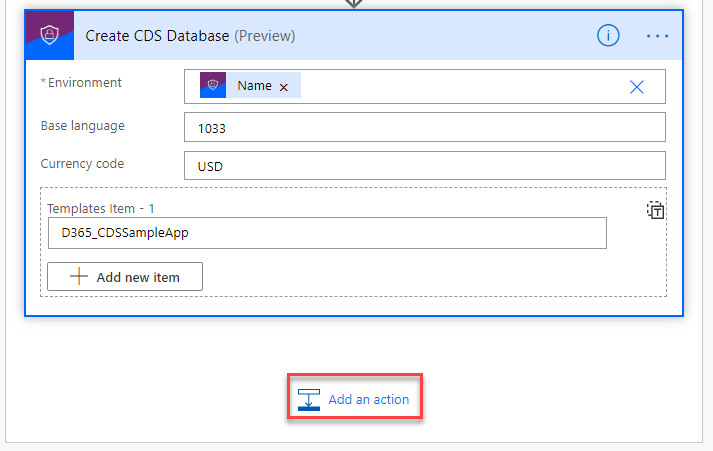 Create CDS Database (Preview)
* Environment
Name ×
Base language
1033
Currency code
USD
Templates Item - 1
D365_CDSSampleApp
Add new item
Add an action